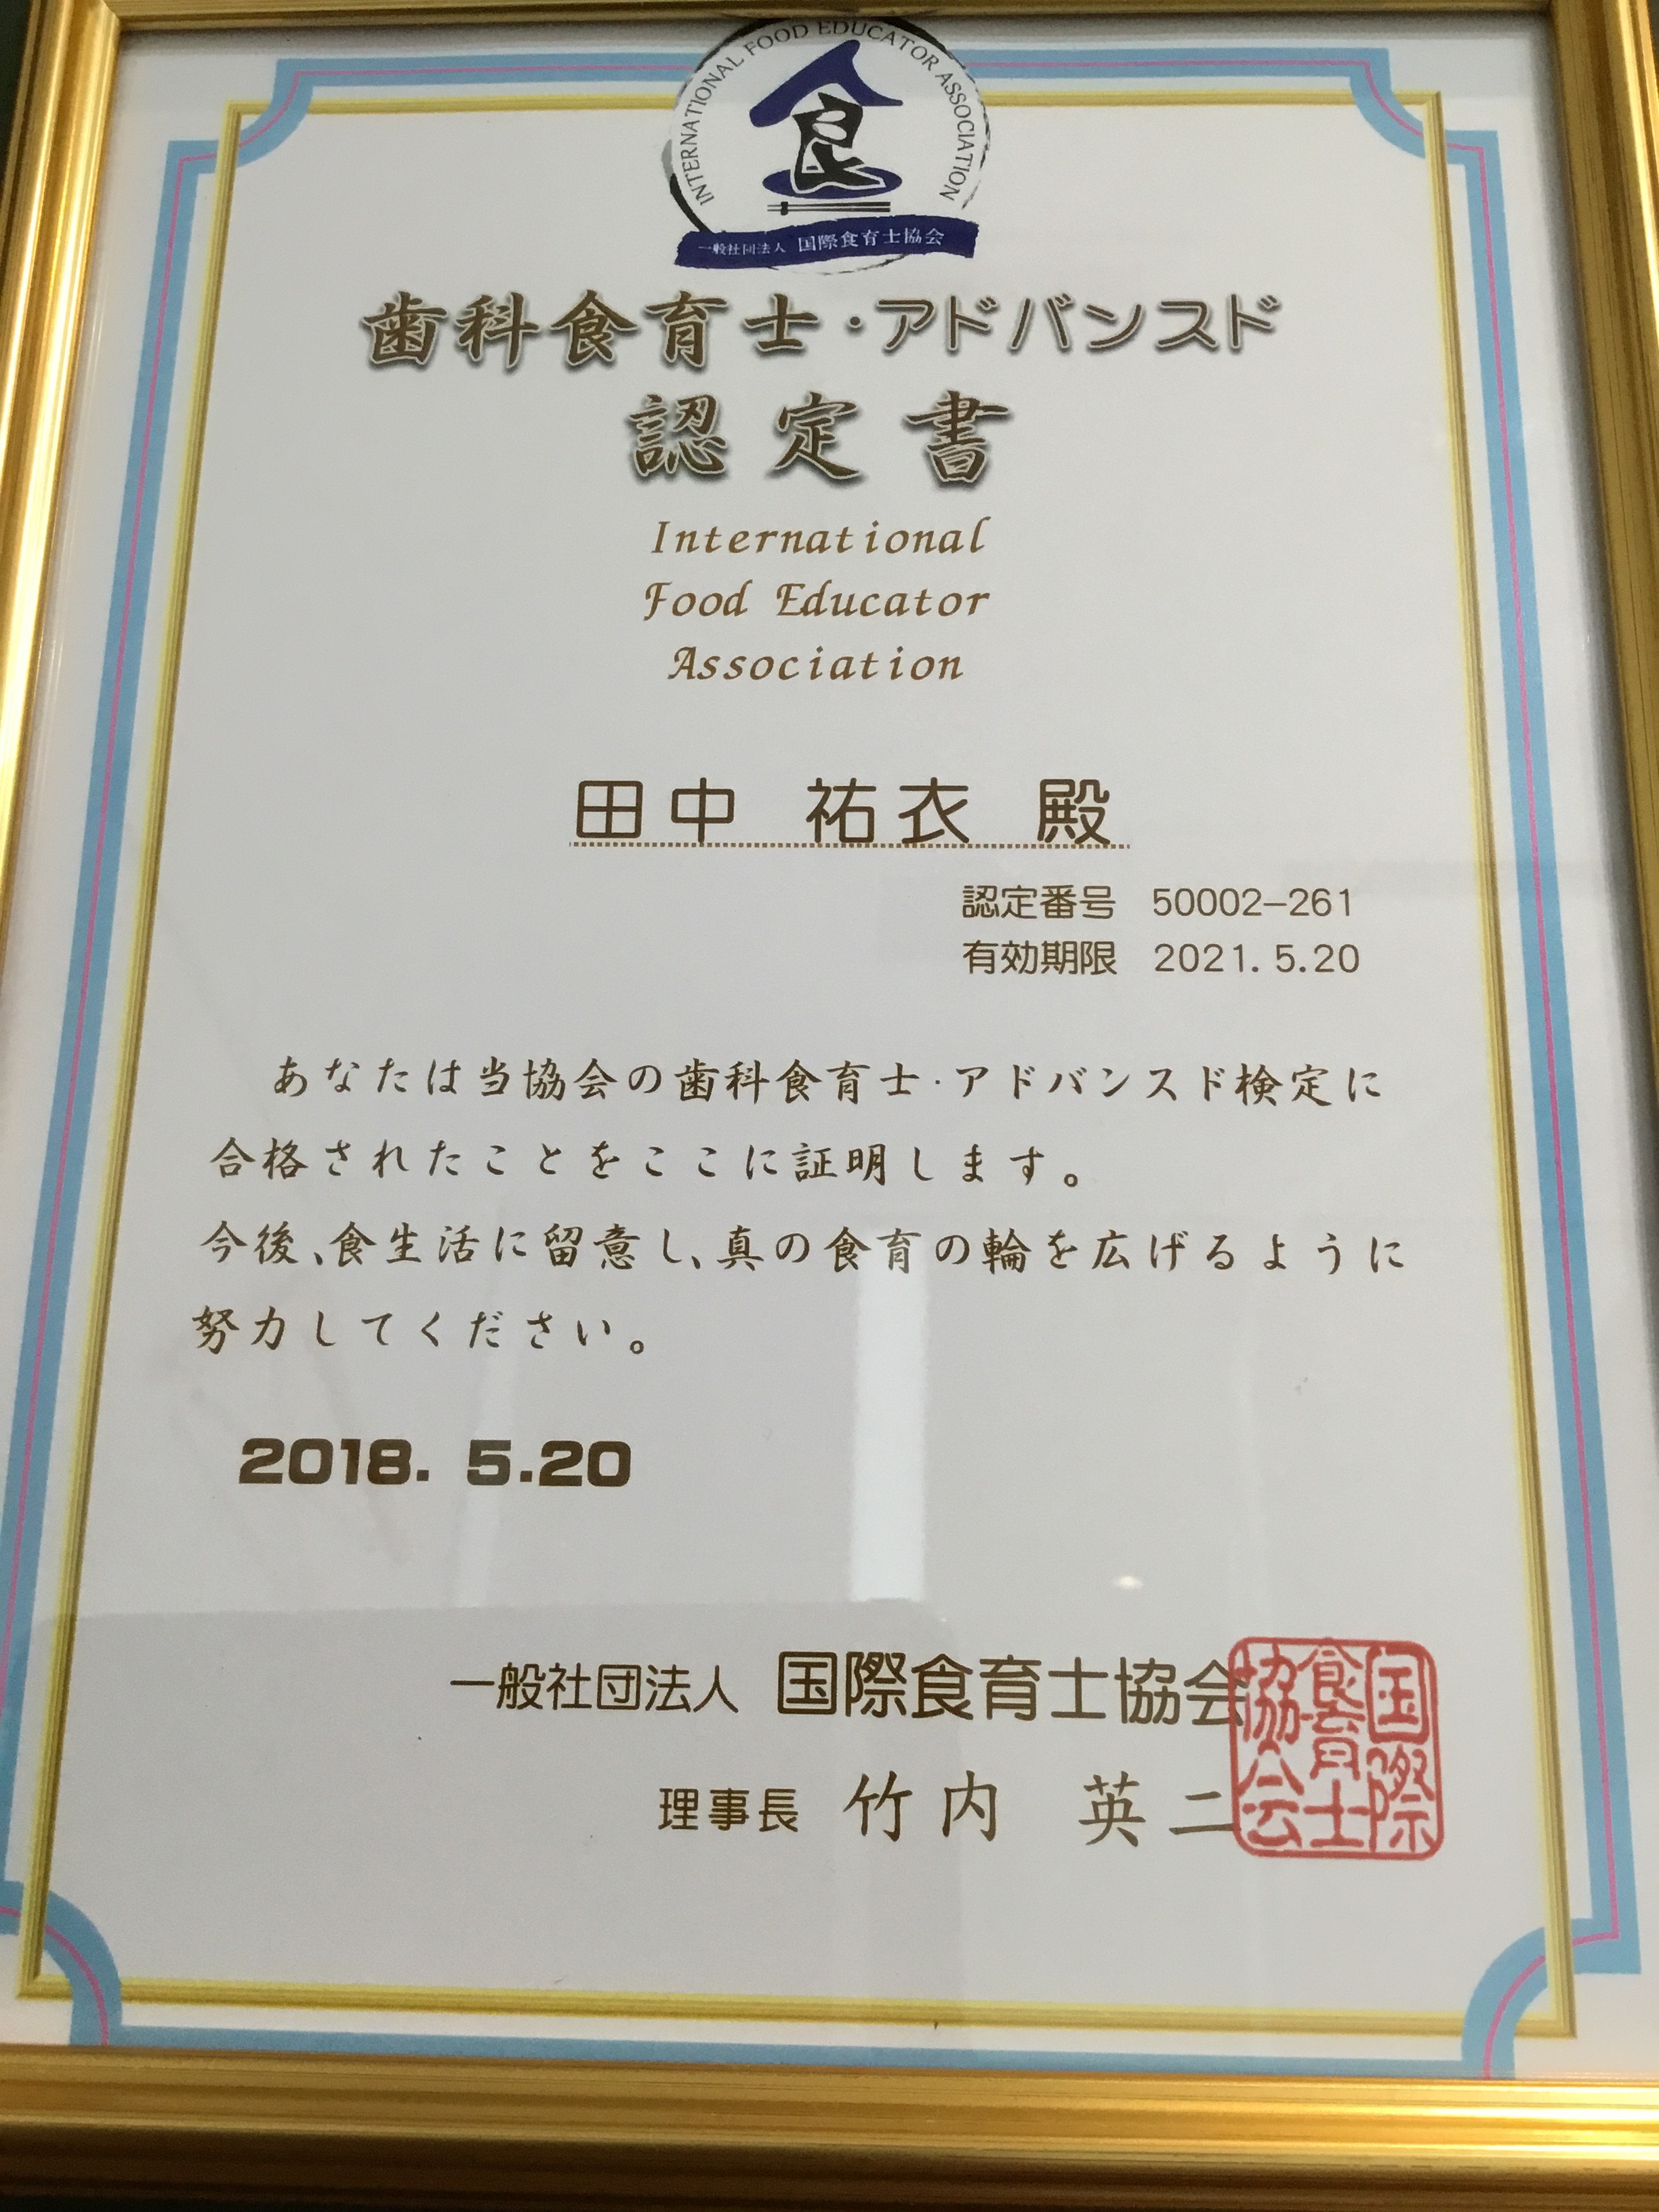 INTERNATIONAL FOOD EDUCATOR ASSOCIATION
食
一般社団法人 国際食育士協会
歯科食育士・アドバンスド
認定書
International
Food Educator
Association
田中 祐衣 殿
認定番号 50002-261
有効期限 2021.5.20
あなたは当協会の歯科食育士・アドバンスド検定に
合格されたことをここに証明します。
今後、食生活に留意し、真の食育の輪を広げるように
努力してください。
2018. 5.20
一般社団法人 国際食育士協会
理事長 竹内 英二
国際
食育士
協会